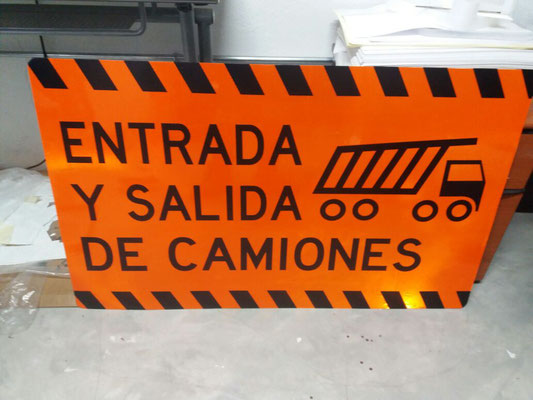 ENTRADA
Y SALIDA
DE CAMIONES